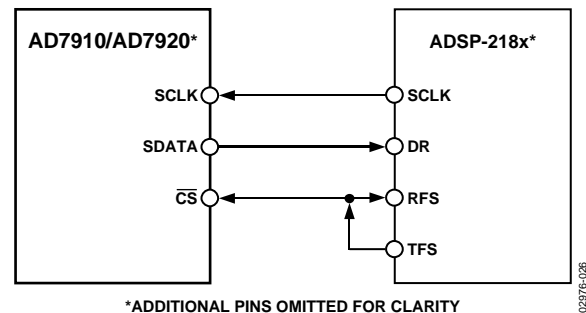 AD7910/AD7920*
ADSP-218x*
SCLK
SCLK
SDATA
DR
CS
RFS
TFS
*ADDITIONAL PINS OMITTED FOR CLARITY
02976-026